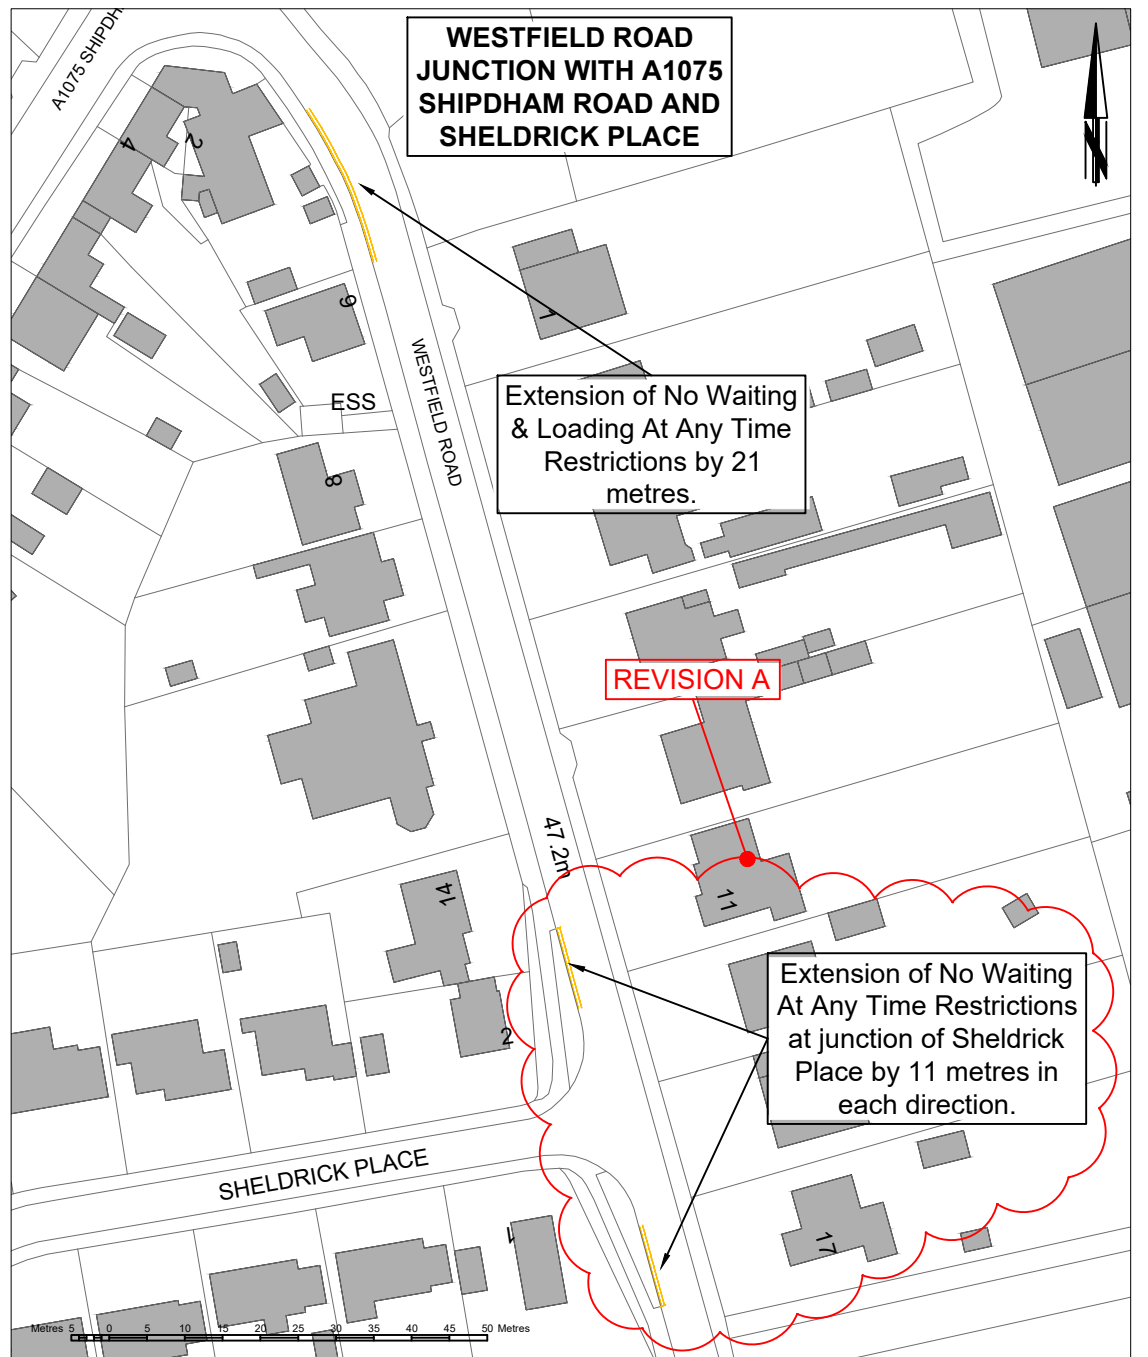 WESTFIELD ROAD
JUNCTION WITH A1075
SHIPDHAM ROAD AND
SHELDRICK PLACE
A1075 SHIPDHA
4
2
9
1
WESTFIELD ROAD
Extension of No Waiting
& Loading At Any Time
Restrictions by 21
metres.
ESS
8
REVISION A
47.2m
14
11
Extension of No Waiting
At Any Time Restrictions
at junction of Sheldrick
Place by 11 metres in
each direction.
2
SHELDRICK PLACE
1
17
Metres 5 0 5 10 15 20 25 30 35 40 45 50 Metres
N